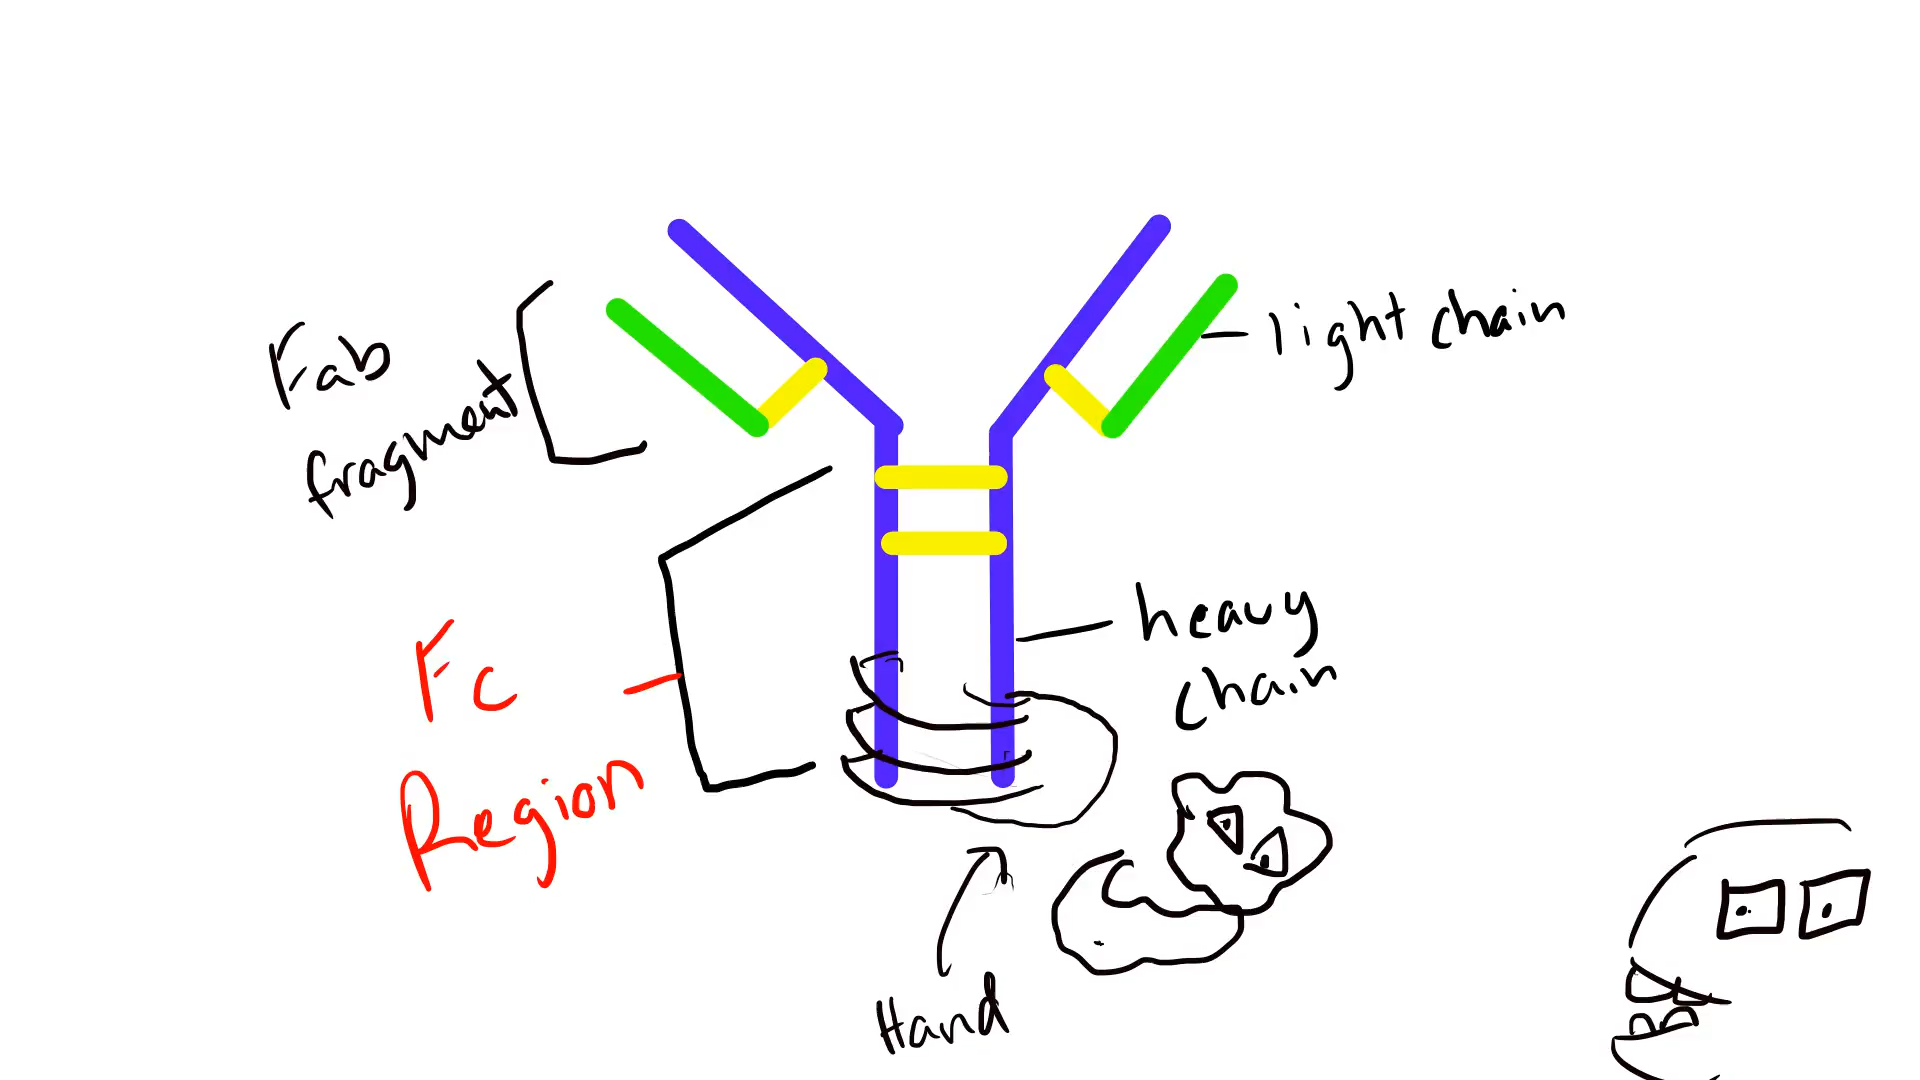 Fab
fragment
light chain
heavy
chain
Fc
Region
Hand